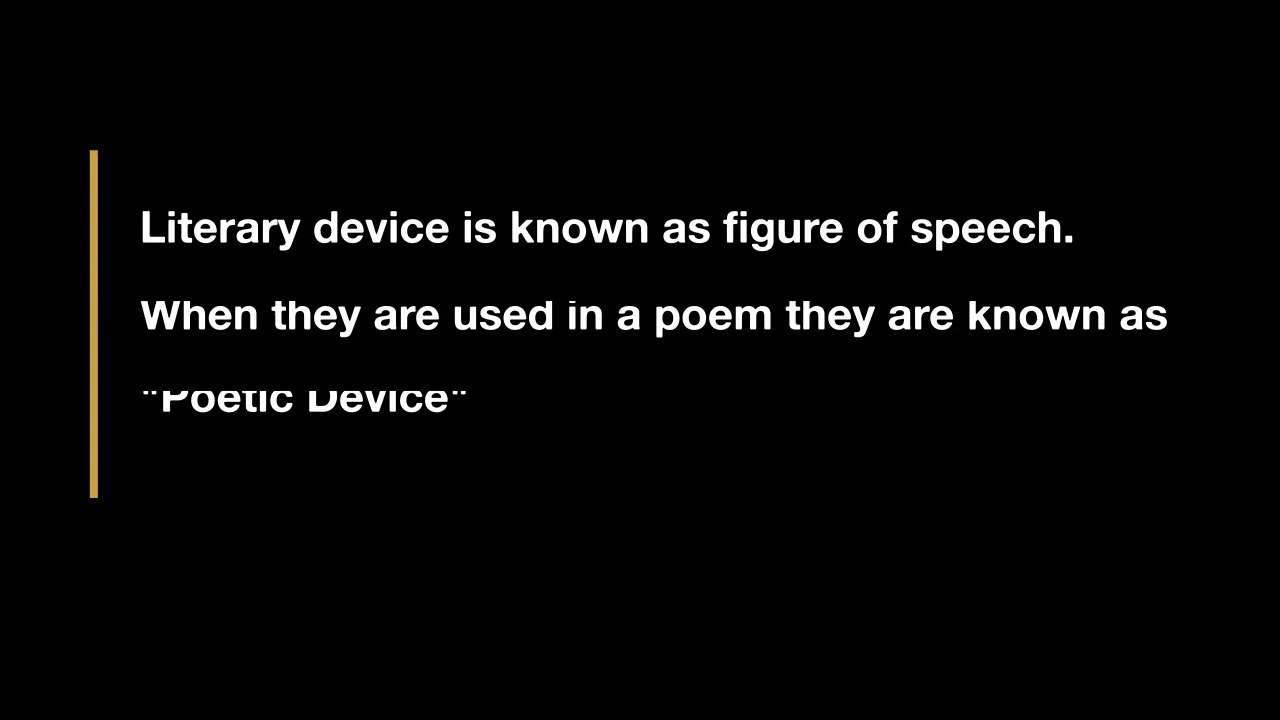 Literary device is known as figure of speech.
When they are used in a poem they are known as
"Poetic Device"